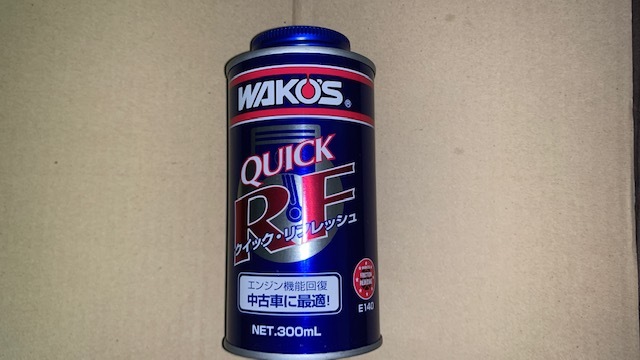 WAKO'S®
QUICK
RF
クイック・リフレッシュ
エンジン機能回復
中古車に最適!
E140
NET.300mL